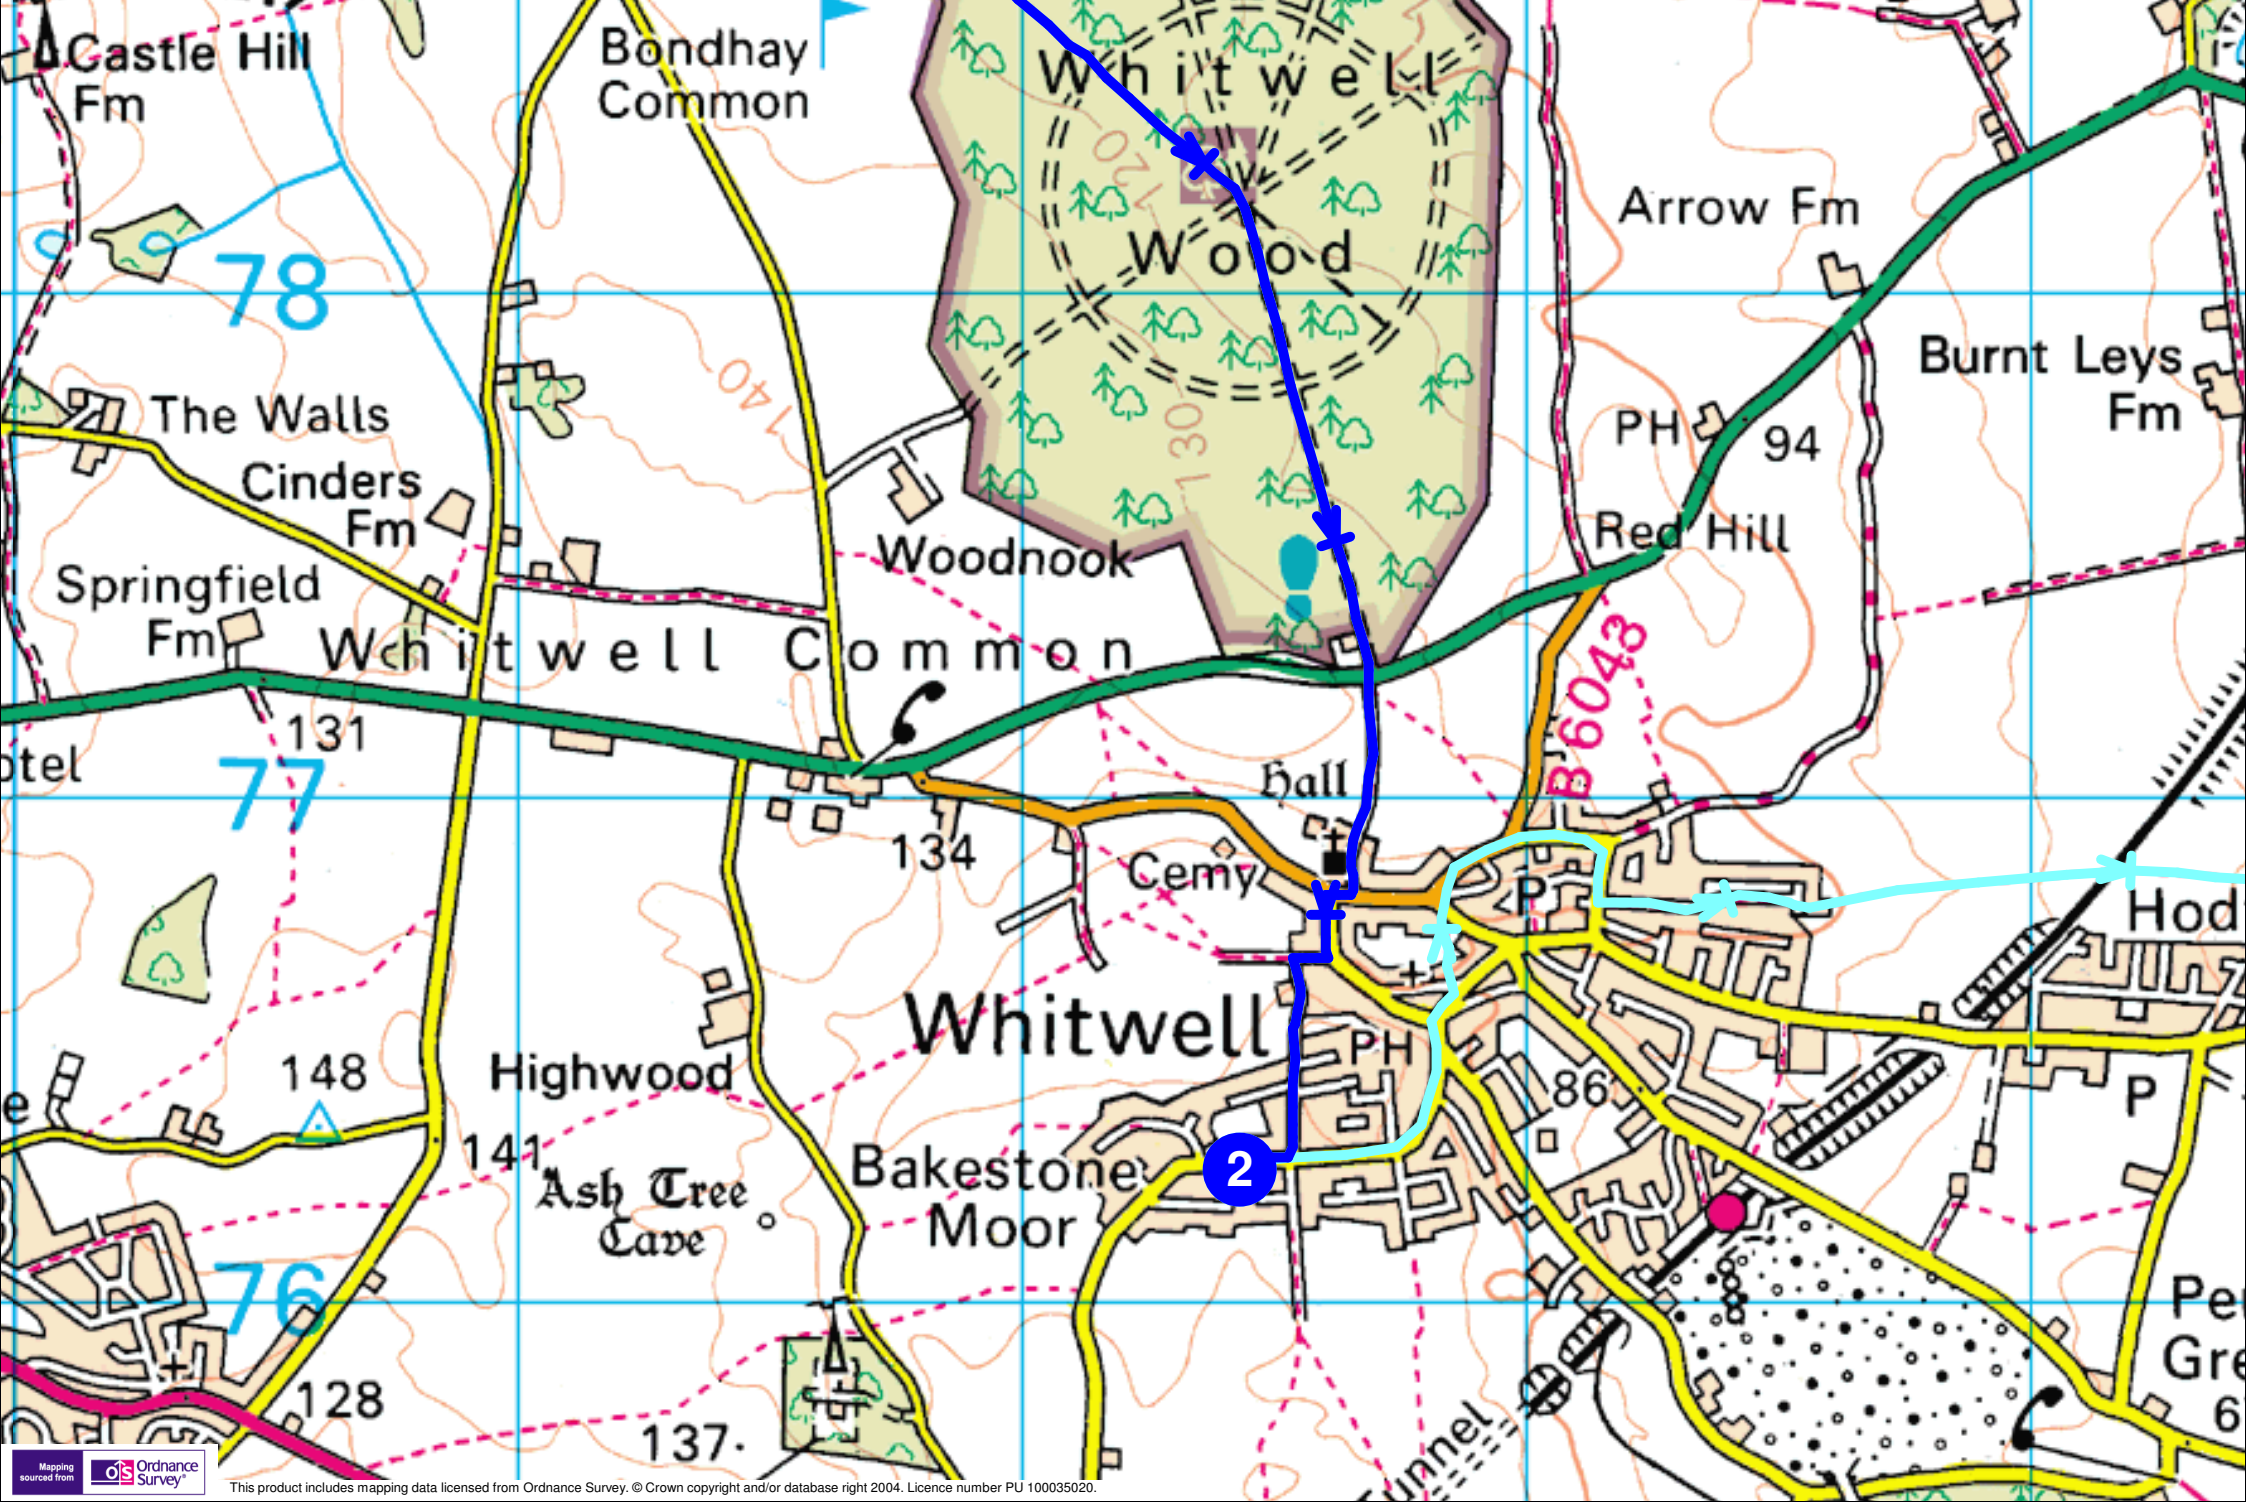 Castle Hill
Fm
Bondhay
Common
Whitwell
Wood
120
Arrow Fm
78
140
130
Burnt Leys
Fm
The Walls
PH
94
Cinders
Fm
Red Hill
Woodnook
Springfield
Fm
Whitwell Common
B 6043
131
otel
77
Hall
134
Cemy
P
Hod
Whitwell
PH
148
Highwood
86
P
e
141
Bakestone
Moor
2
Ash Tree
Cave
76
Pe
Gre
128
137
6
Tunnel
Mapping
sourced from
OS Ordnance
Survey®
This product includes mapping data licensed from Ordnance Survey. © Crown copyright and/or database right 2004. Licence number PU 100035020.